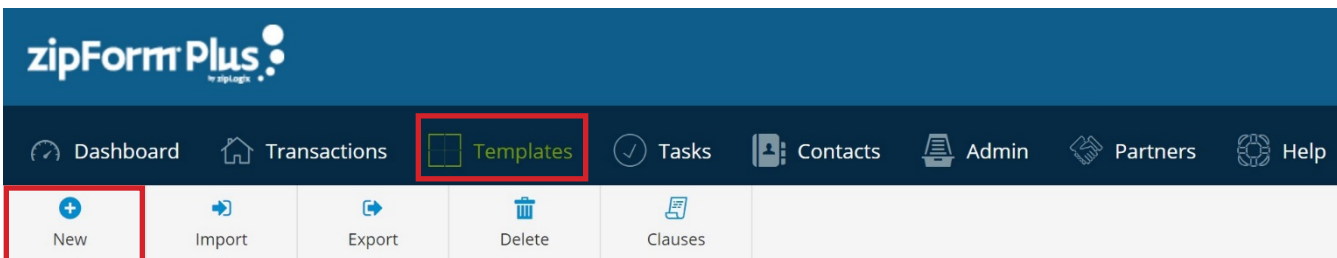 zipForm Plus
by zipLogix
Dashboard Transactions Templates Tasks Contacts Admin Partners Help
New Import Export Delete Clauses